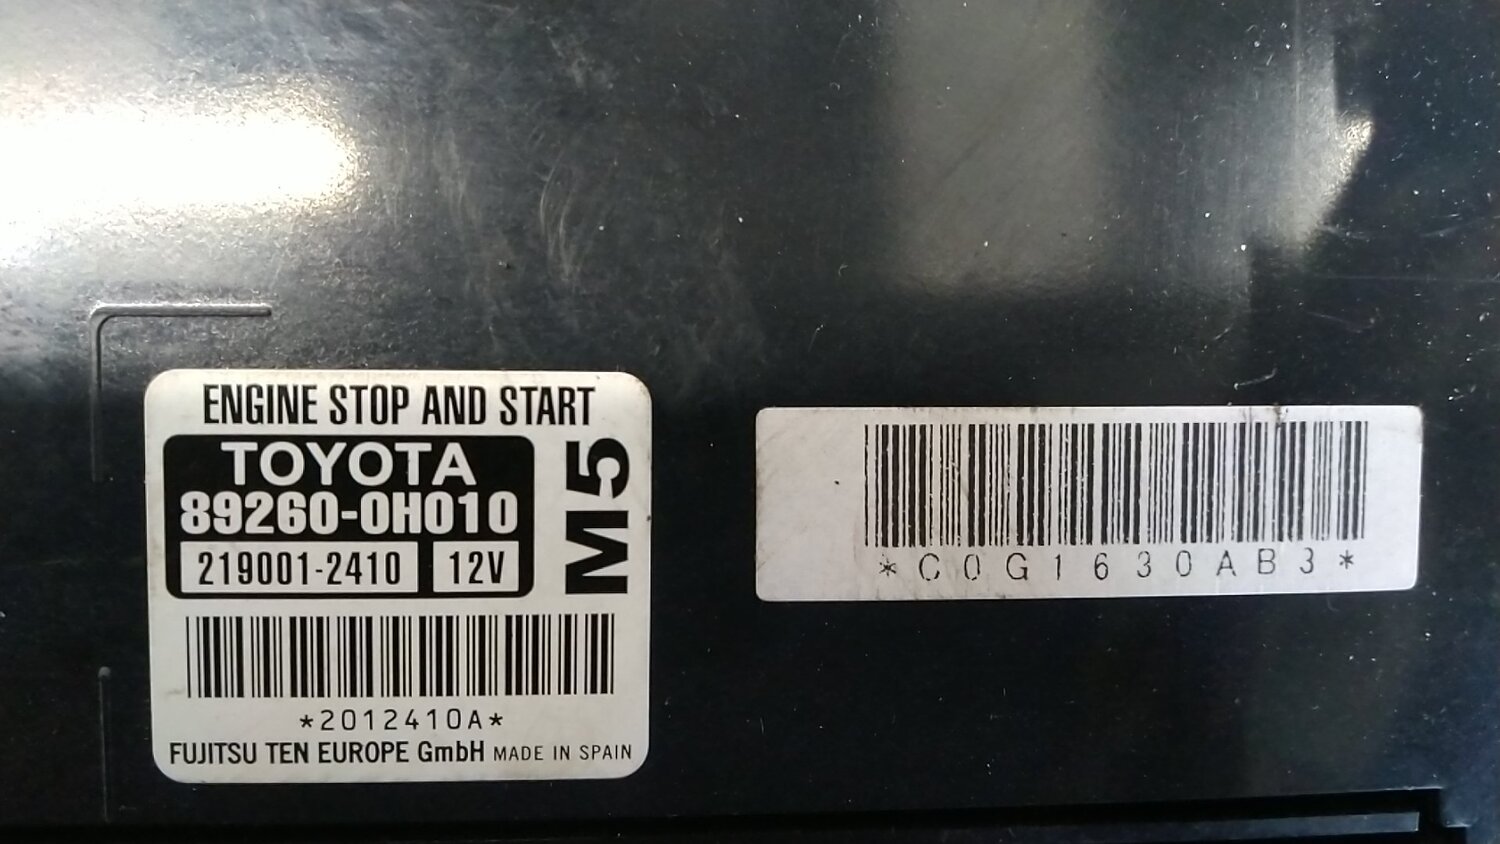 ENGINE STOP AND START
TOYOTA
89260-0H010
219001-2410 12V
M5
*2012410A*
FUJITSU TEN EUROPE GmbH MADE IN SPAIN
*C0G1630AB3*